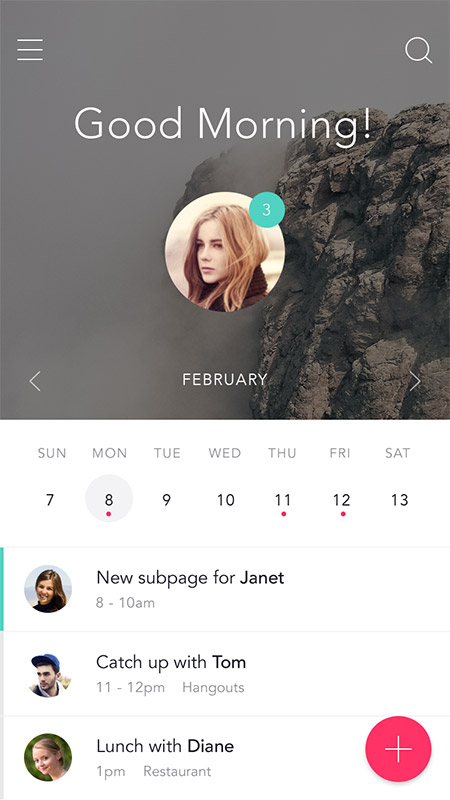 Good Morning!
3
FEBRUARY
SUN MON TUE WED THU FRI SAT
7 8 9 10 11 12 13
New subpage for Janet
8 - 10am
Catch up with Tom
11 - 12pm Hangouts
Lunch with Diane
1pm Restaurant